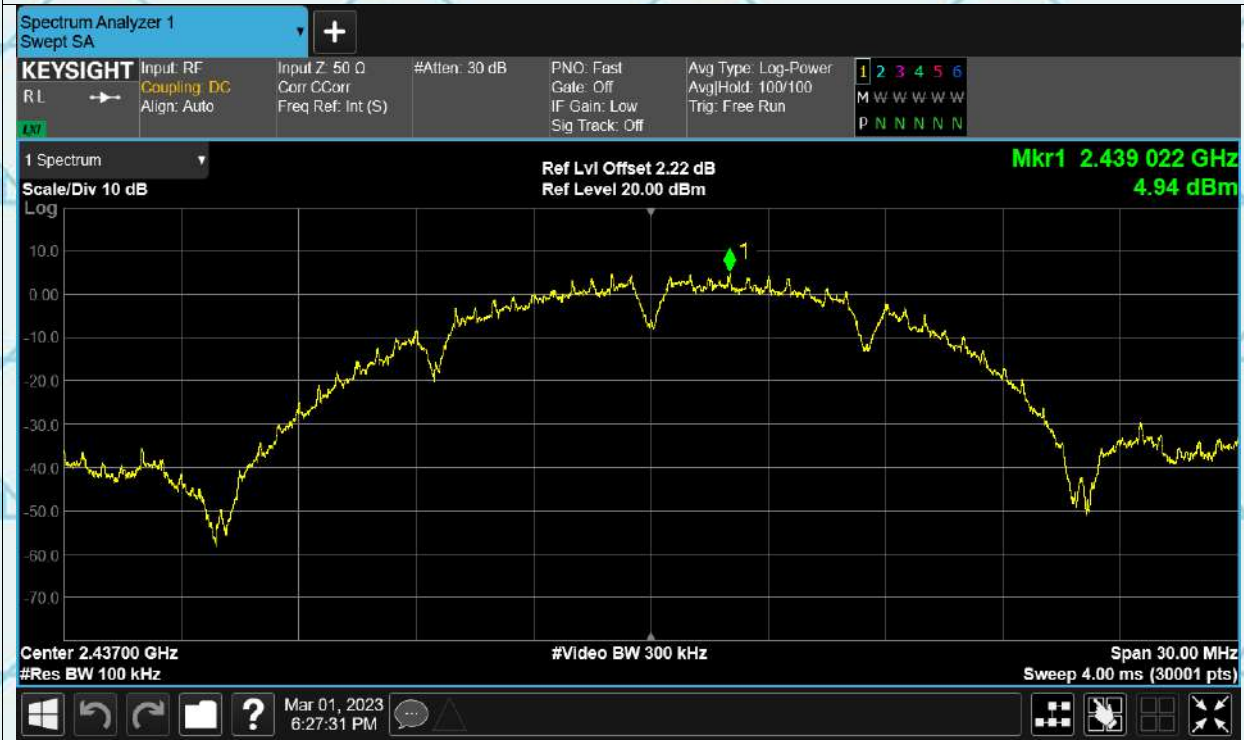 Spectrum Analyzer 1
Swept SA
+
KEYSIGHT
RL
LXI
Input: RF
Coupling: DC
Align: Auto
Input Z: 50 Ω
Corr CCorr
Freq Ref: Int (S)
#Atten: 30 dB
PNO: Fast
Gate: Off
IF Gain: Low
Sig Track: Off
Avg Type: Log-Power
Avg|Hold: 100/100
Trig: Free Run
1 2 3 4 5 6
M W W W W W
P N N N N N
1 Spectrum
Scale/Div 10 dB
Log
Ref Lvl Offset 2.22 dB
Ref Level 20.00 dBm
Mkr1 2.439 022 GHz
4.94 dBm
1
10.0
0.00
-10.0
-20.0
-30.0
-40.0
-50.0
-60.0
-70.0
Center 2.43700 GHz
#Res BW 100 kHz
#Video BW 300 kHz
Span 30.00 MHz
Sweep 4.00 ms (30001 pts)
?
Mar 01, 2023
6:27:31 PM